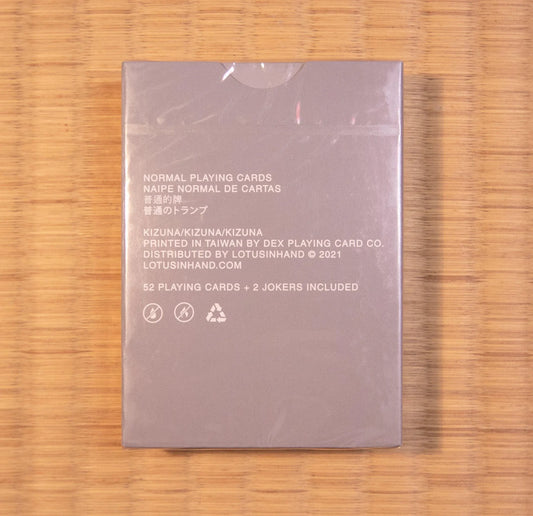 NORMAL PLAYING CARDS
NAIPE NORMAL DE CARTAS
普通的牌
普通のトランプ
KIZUNA/KIZUNA/KIZUNA
PRINTED IN TAIWAN BY DEX PLAYING CARD CO.
DISTRIBUTED BY LOTUSINHAND © 2021
LOTUSINHAND.COM
52 PLAYING CARDS + 2 JOKERS INCLUDED